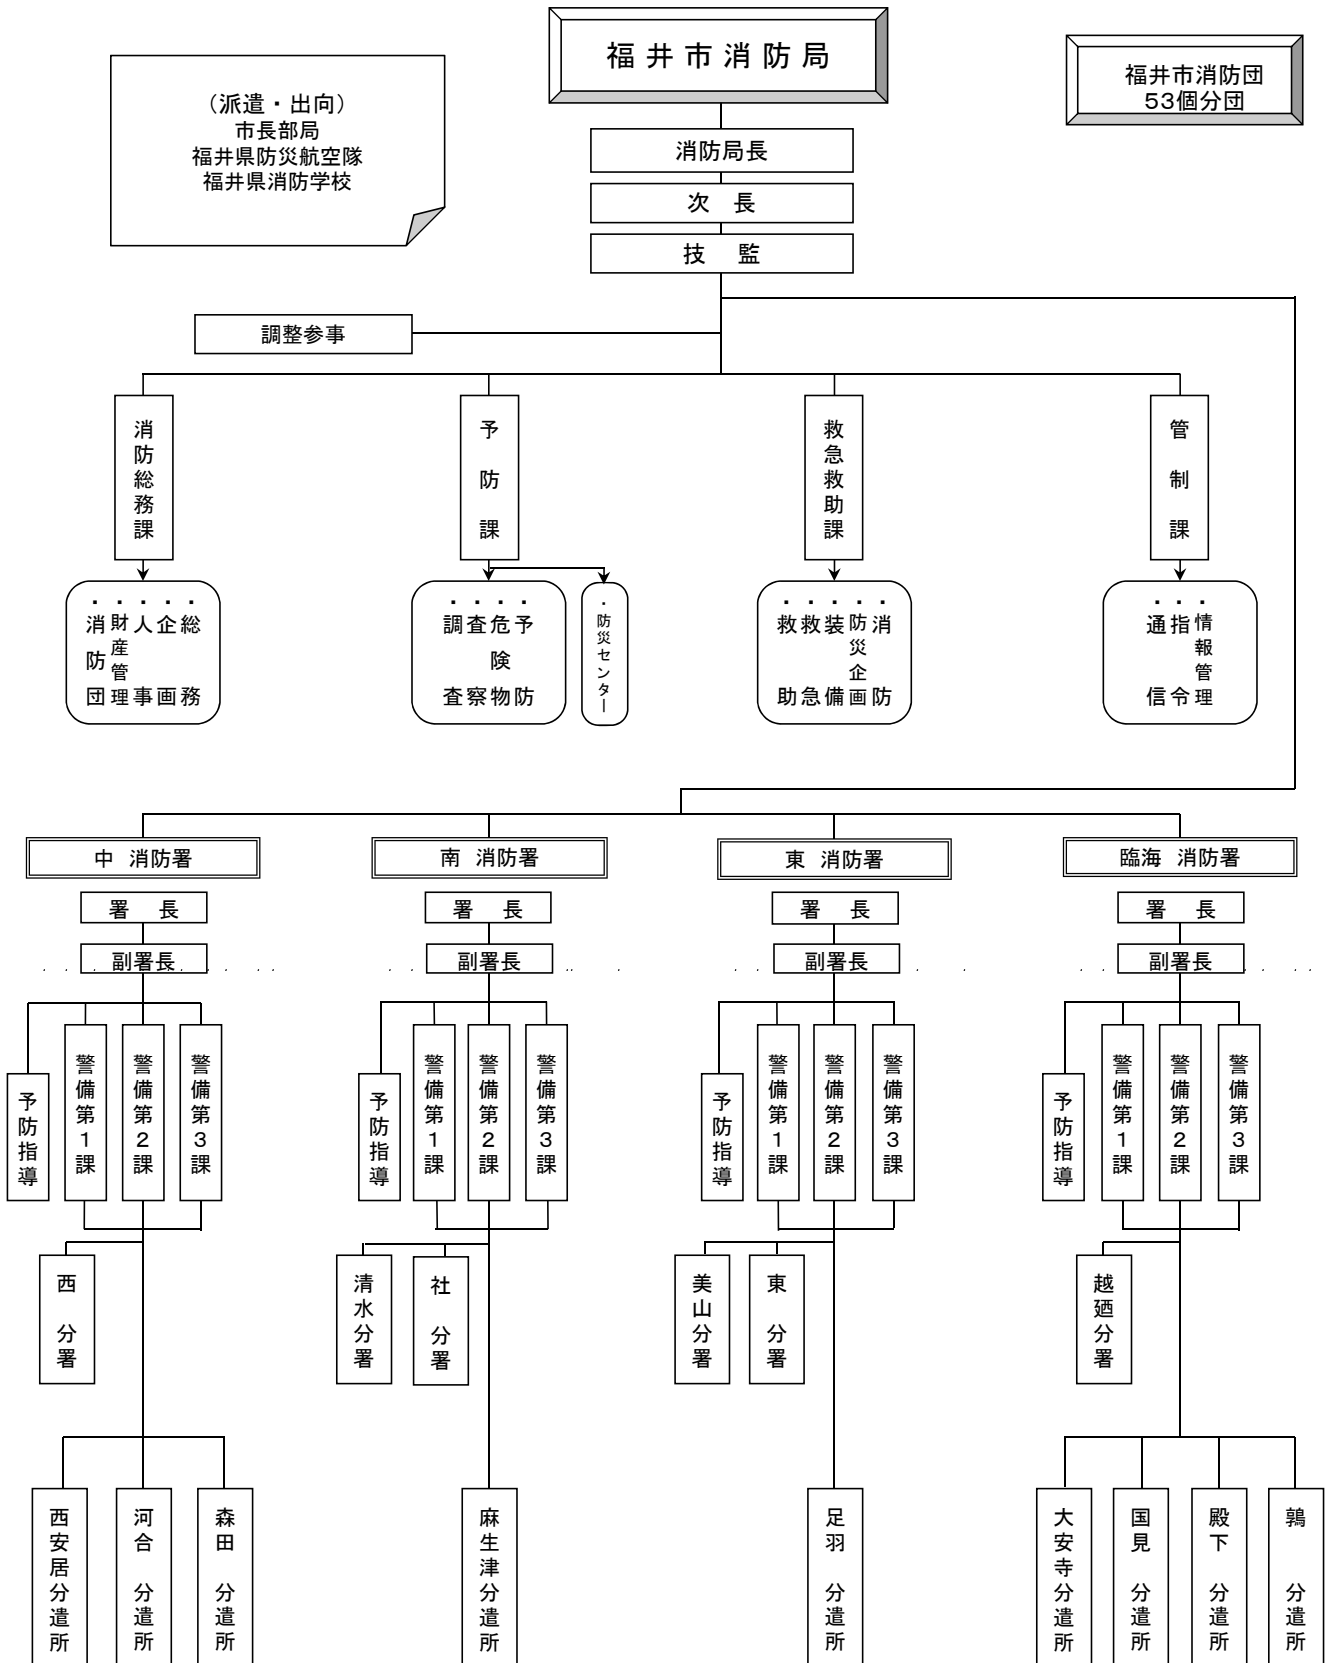 福井市消防局
福井市消防団
53個分団
（派遣・出向）
市長部局
福井県防災航空隊
福井県消防学校
消防局長
次　長
技　監
調整参事
消防総務課
予防課
救急救助課
管制課
・総務
・企画
・人事
・財産管理
・消防団
・予防
・危険物
・査察
・調査
・防災センター
・消防
・防災企画
・装備
・救急
・救助
・情報管理
・指令
・通信
中 消防署
南 消防署
東 消防署
臨海 消防署
署　長
署　長
署　長
署　長
副署長
副署長
副署長
副署長
予防指導
警備第1課
警備第2課
警備第3課
予防指導
警備第1課
警備第2課
警備第3課
予防指導
警備第1課
警備第2課
警備第3課
予防指導
警備第1課
警備第2課
警備第3課
西　分署
清水分署
社　分署
美山分署
東　分署
越廼分署
西安居分遣所
河合　分遣所
森田　分遣所
麻生津分遣所
足羽　分遣所
大安寺分遣所
国見　分遣所
殿下　分遣所
鶉　分遣所